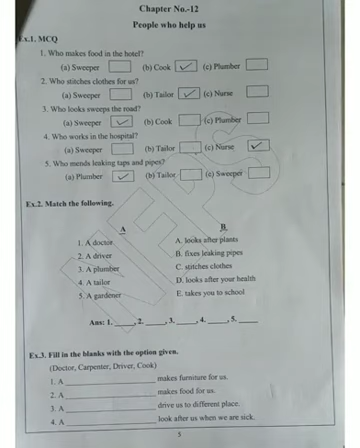 Chapter No.-12
People who help us
Ex.1. MCQ
1. Who makes food in the hotel?
(a) Sweeper (b) Cook ✓ (c) Plumber
2. Who stitches clothes for us?
(a) Sweeper (b) Tailor ✓ (c) Nurse
3. Who looks sweeps the road?
(a) Sweeper ✓ (b) Cook (c) Plumber
4. Who works in the hospital?
(a) Sweeper (b) Tailor (c) Nurse ✓
5. Who mends leaking taps and pipes?
(a) Plumber ✓ (b) Tailor (c) Sweeper
Ex.2. Match the following.
A B
1. A doctor A. looks after plants
2. A driver B. fixes leaking pipes
3. A plumber C. stitches clothes
4. A tailor D. looks after your health
5. A gardener E. takes you to school
Ans: 1. _____, 2. _____, 3. _____, 4. _____, 5. _____
Ex.3. Fill in the blanks with the option given.
(Doctor, Carpenter, Driver, Cook)
1. A _______________ makes furniture for us.
2. A _______________ makes food for us.
3. A _______________ drive us to different place.
4. A _______________ look after us when we are sick.
5